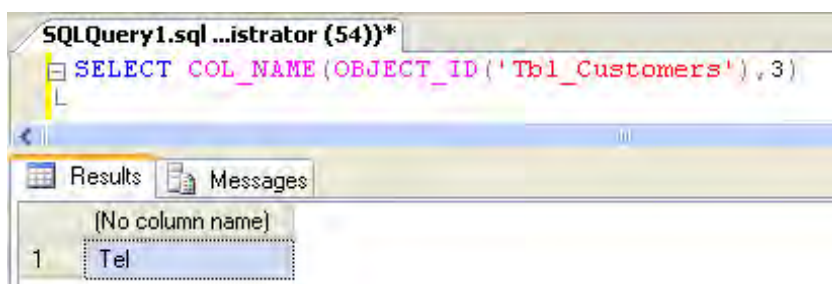 SQLQuery1.sql ...istrator (54))*
SELECT COL_NAME(OBJECT_ID('Tbl_Customers'),3)
Results Messages
(No column name)
1 Tel